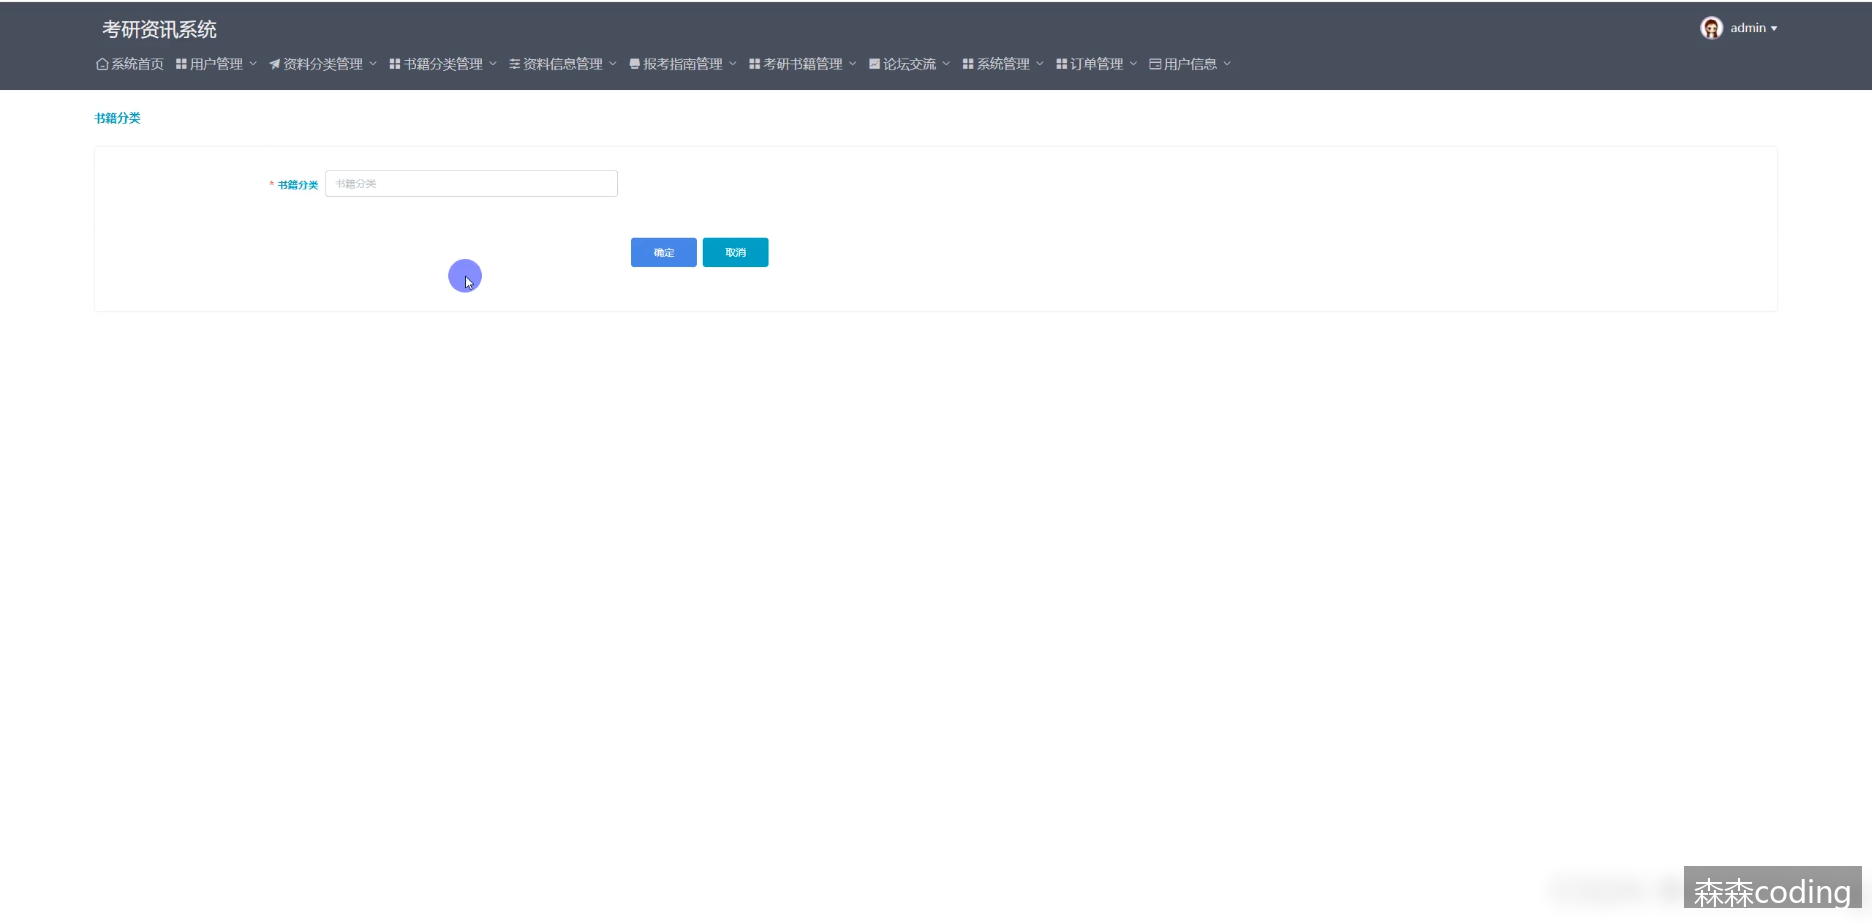 考研资讯系统
admin
系统首页 用户管理 资料分类管理 书籍分类管理 资料信息管理 报考指南管理 考研书籍管理 论坛交流 系统管理 订单管理 用户信息
书籍分类
* 书籍分类 书籍分类
确定 取消
森森coding